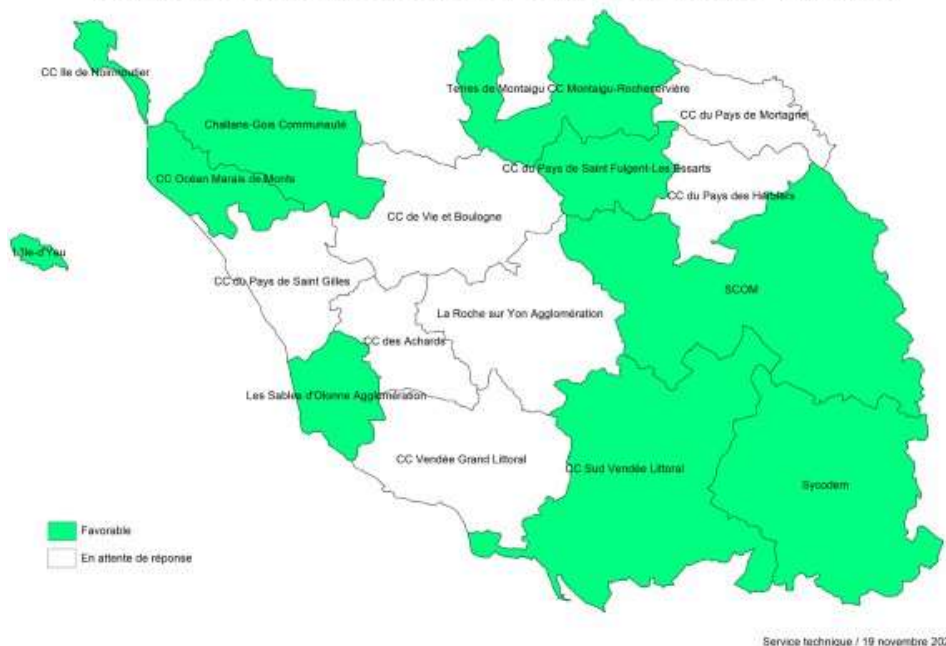 CC Ile de Noirmoutier
Terres de Montaigu CC Montaigu-Rocheservière
CC du Pays de Mortagne
Challans-Gois Communauté
CC du Pays de Saint Fulgent-Les Essarts
CC Océan Marais de Monts
CC du Pays des Herbiers
CC de Vie et Boulogne
L'Ile-d'Yeu
CC du Pays de Saint Gilles
SCOM
La Roche sur Yon Agglomération
CC des Achards
Les Sables d'Olonne Agglomération
CC Vendée Grand Littoral
CC Sud Vendée Littoral
Sycodem
Favorable
En attente de réponse
Service technique / 19 novembre 202